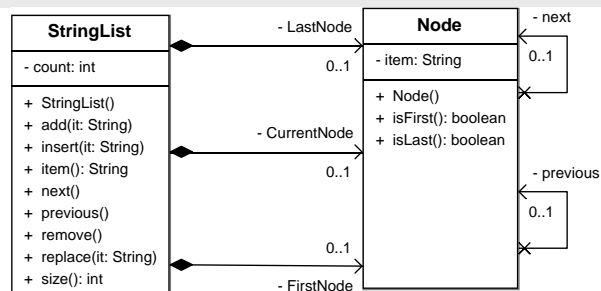 StringList
- count: int
+ StringList()
+ add(it: String)
+ insert(it: String)
+ item(): String
+ next()
+ previous()
+ remove()
+ replace(it: String)
+ size(): int
- LastNode
0..1
- CurrentNode
0..1
0..1
- FirstNode
Node
- item: String
+ Node()
+ isFirst(): boolean
+ isLast(): boolean
- next
0..1
- previous
0..1